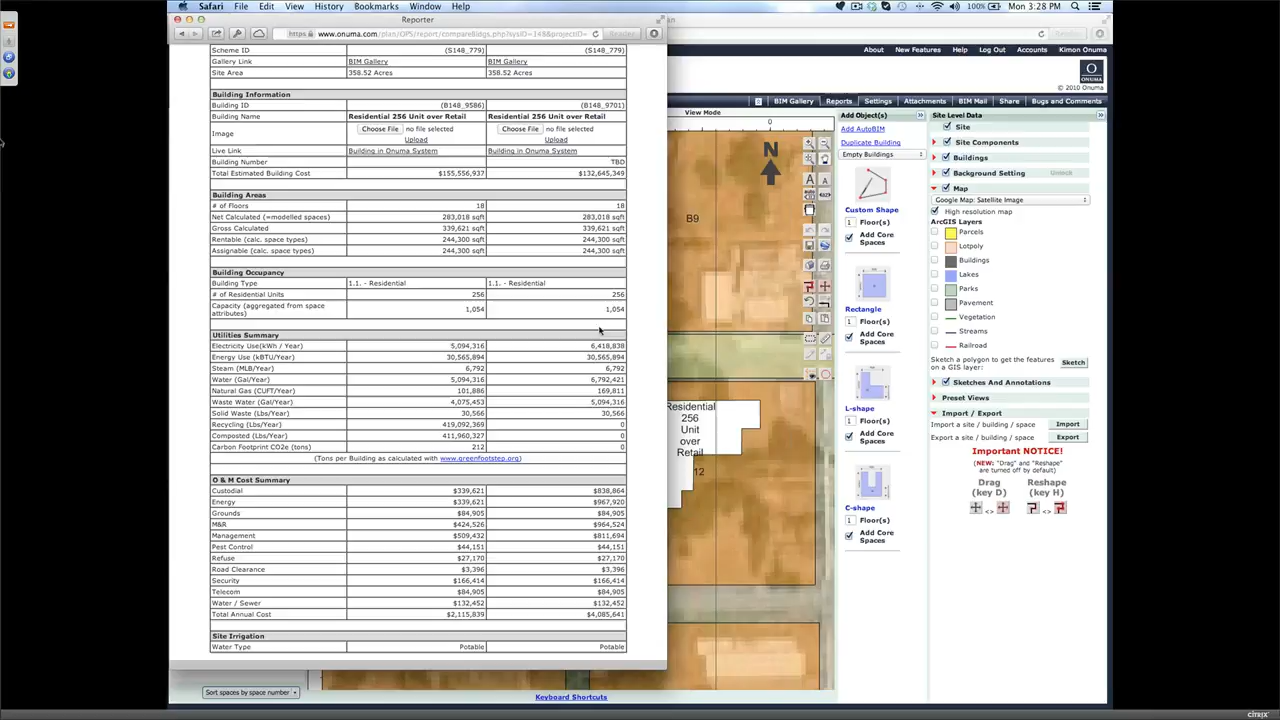 Safari File Edit View History Bookmarks Window Help
100% Mon 3:28 PM
Reporter
https www.onuma.com/plan/OPS/report/compareBldgs.php?sysID=148&projectID=
Reader
Scheme ID (S148_779) (S148_779)
Gallery Link BIM Gallery BIM Gallery
Site Area 358.52 Acres 358.52 Acres
Building Information
Building ID (B148_9586) (B148_9701)
Building Name Residential 256 Unit over Retail Residential 256 Unit over Retail
Image Choose File no file selected Choose File no file selected
Upload Upload
Live Link Building in Onuma System Building in Onuma System
Building Number TBD
Total Estimated Building Cost $155,556,937 $132,645,349
Building Areas
# of Floors 18 18
Net Calculated (=modelled spaces) 283,018 sqft 283,018 sqft
Gross Calculated 339,621 sqft 339,621 sqft
Rentable (calc. space types) 244,300 sqft 244,300 sqft
Assignable (calc. space types) 244,300 sqft 244,300 sqft
Building Occupancy
Building Type 1.1. - Residential 1.1. - Residential
# of Residential Units 256 256
Capacity (aggregated from space
attributes) 1,054 1,054
Utilities Summary
Electricity Use(kWh / Year) 5,094,316 6,418,838
Energy Use (kBTU/Year) 30,565,894 30,565,894
Steam (MLB/Year) 6,792 6,792
Water (Gal/Year) 5,094,316 6,792,421
Natural Gas (CUFT/Year) 101,886 169,811
Waste Water (Gal/Year) 4,075,453 5,094,316
Solid Waste (Lbs/Year) 30,566 30,566
Recycling (Lbs/Year) 419,092,369 0
Composted (Lbs/Year) 411,960,327 0
Carbon Footprint CO2e (tons) 212 0
(Tons per Building as calculated with www.greenfootstep.org)
O & M Cost Summary
Custodial $339,621 $838,864
Energy $339,621 $967,920
Grounds $84,905 $84,905
M&R $424,526 $964,524
Management $509,432 $811,694
Pest Control $44,151 $44,151
Refuse $27,170 $27,170
Road Clearance $3,396 $3,396
Security $166,414 $166,414
Telecom $84,905 $84,905
Water / Sewer $132,452 $132,452
Total Annual Cost $2,115,839 $4,085,641
Site Irrigation
Water Type Potable Potable
Sort spaces by space number
Keyboard Shortcuts
About New Features Help Log Out Accounts Kimon Onuma
ONUMA
© 2010 Onuma
BIM Gallery Reports Settings Attachments BIM Mail Share Bugs and Comments
View Mode
0
N
B9
Residential
256
Unit
over
Retail
12
Add Object(s)
Add AutoBIM
Duplicate Building
Empty Buildings
Custom Shape
1 Floor(s)
Add Core
Spaces
Rectangle
1 Floor(s)
Add Core
Spaces
L-shape
1 Floor(s)
Add Core
Spaces
C-shape
1 Floor(s)
Add Core
Spaces
Site Level Data
Site
Site Components
Buildings
Background Setting Unlock
Map
Google Map: Satellite Image
High resolution map
ArcGIS Layers
Parcels
Lotpoly
Buildings
Lakes
Parks
Pavement
Vegetation
Streams
Railroad
Sketch a polygon to get the features
on a GIS layer: Sketch
Sketches And Annotations
Preset Views
Import / Export
Import a site / building / space Import
Export a site / building / space Export
Important NOTICE!
(NEW: "Drag" and "Reshape"
are turned off by default)
Drag Reshape
(key D) (key H)
<> <>
CITRIX